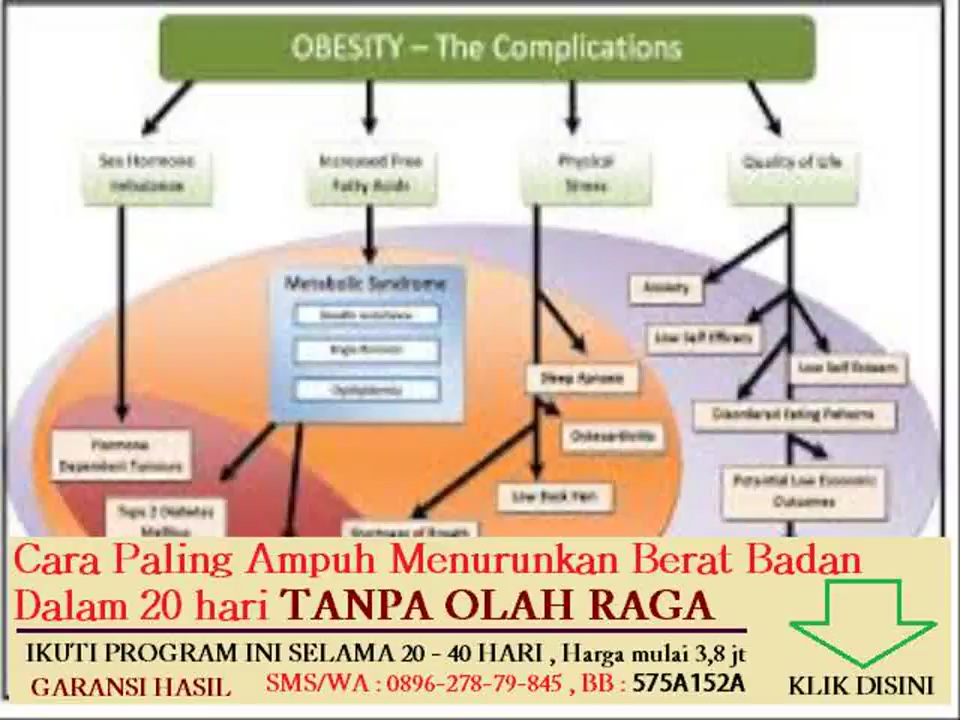 OBESITY – The Complications
Sex Hormone
Imbalance
Increased Free
Fatty Acids
Physical
Stress
Quality of Life
Metabolic Syndrome
Anxiety
Low Self Efficacy
Low Self Esteem
Sleep Apnoea
Disordered Eating Patterns
Osteoarthritis
Hormone
Dependent Tumours
Potential Low Economic
Outcomes
Low Back Pain
Type 2 Diabetes
Mellitus
Shortness of Breath
Cara Paling Ampuh Menurunkan Berat Badan
Dalam 20 hari TANPA OLAH RAGA
IKUTI PROGRAM INI SELAMA 20 - 40 HARI , Harga mulai 3,8 jt
GARANSI HASIL SMS/WA : 0896-278-79-845 , BB : 575A152A
KLIK DISINI